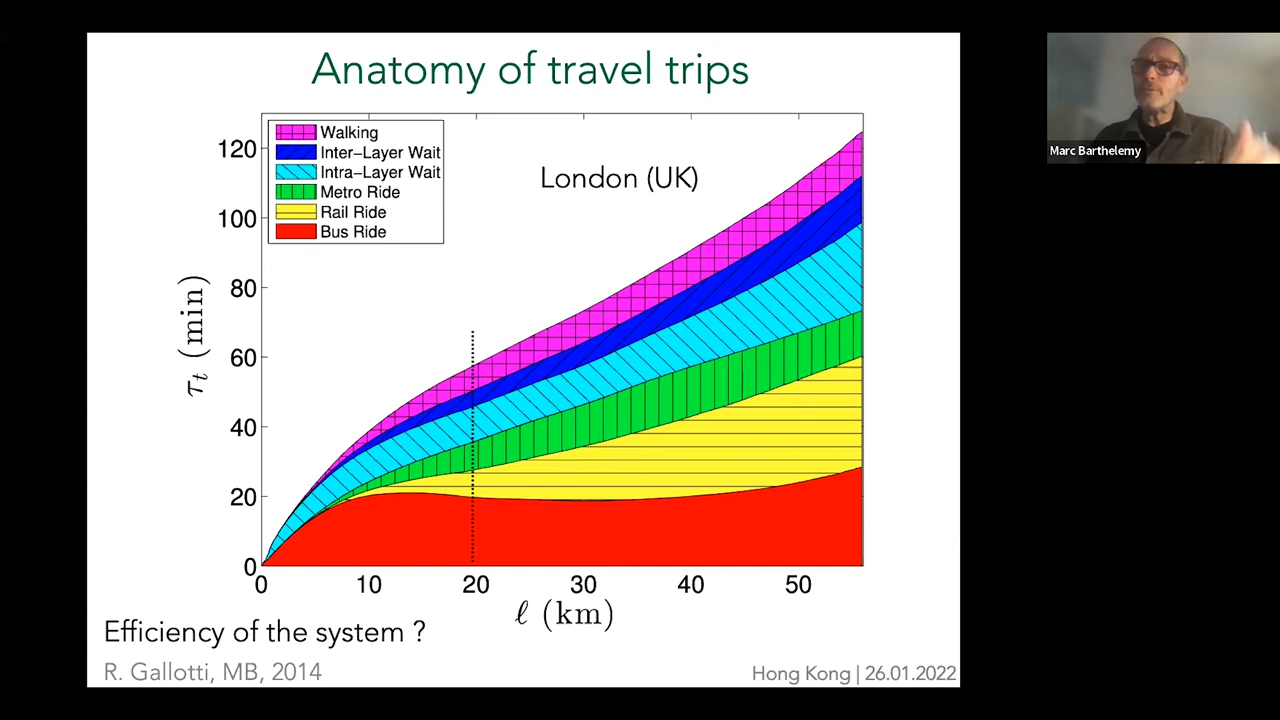 Anatomy of travel trips
Marc Barthelemy
London (UK)
Walking
Inter-Layer Wait
Intra-Layer Wait
Metro Ride
Rail Ride
Bus Ride
120
100
80
60
40
20
0
τt (min)
0 10 20 30 40 50
ℓ (km)
Efficiency of the system ?
R. Gallotti, MB, 2014
Hong Kong | 26.01.2022